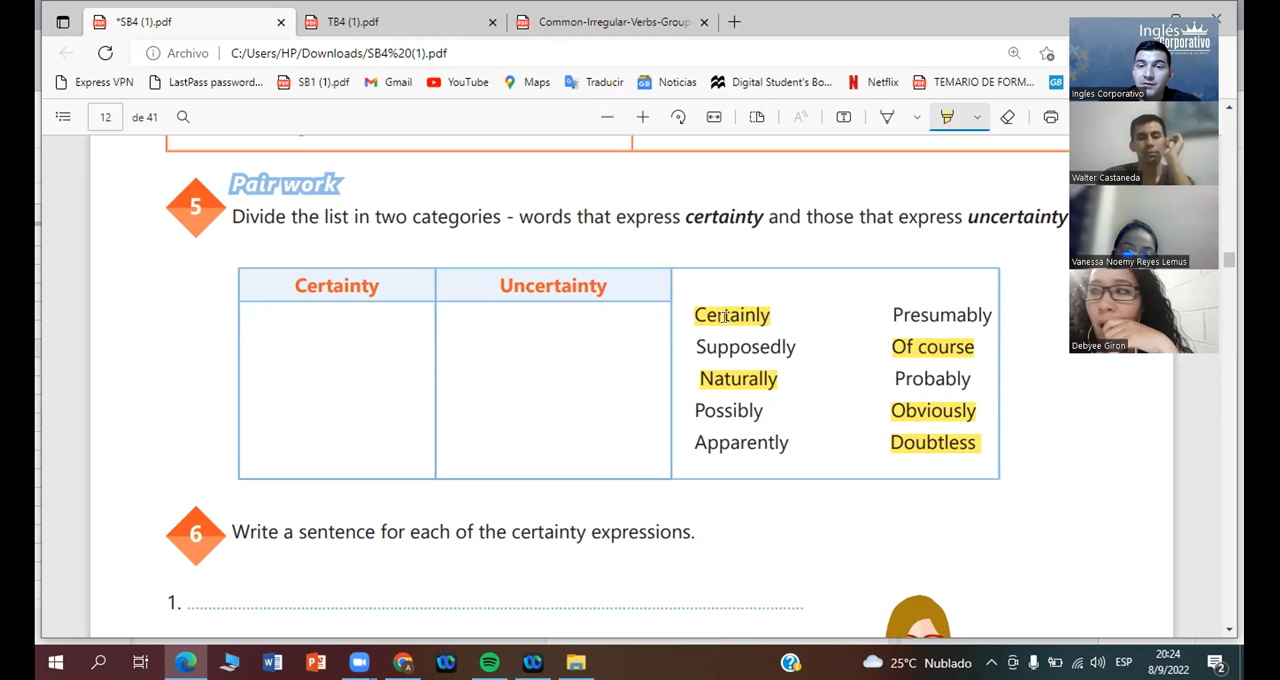 *SB4 (1).pdf
TB4 (1).pdf
Common-Irregular-Verbs-Group
Archivo
C:/Users/HP/Downloads/SB4%20(1).pdf
Express VPN
LastPass password...
SB1 (1).pdf
Gmail
YouTube
Maps
Traducir
Noticias
Digital Student's Bo...
Netflix
TEMARIO DE FORM...
GB
12 de 41
Inglés Corporativo
Ingles Corporativo
Walter Castaneda
Vanessa Noemy Reyes Lemus
Debyee Giron
Pair work
5
Divide the list in two categories - words that express certainty and those that express uncertainty
Certainty Uncertainty
Certainly Presumably
Supposedly Of course
Naturally Probably
Possibly Obviously
Apparently Doubtless
6
Write a sentence for each of the certainty expressions.
1.
25°C Nublado
ESP
20:24
8/9/2022
2